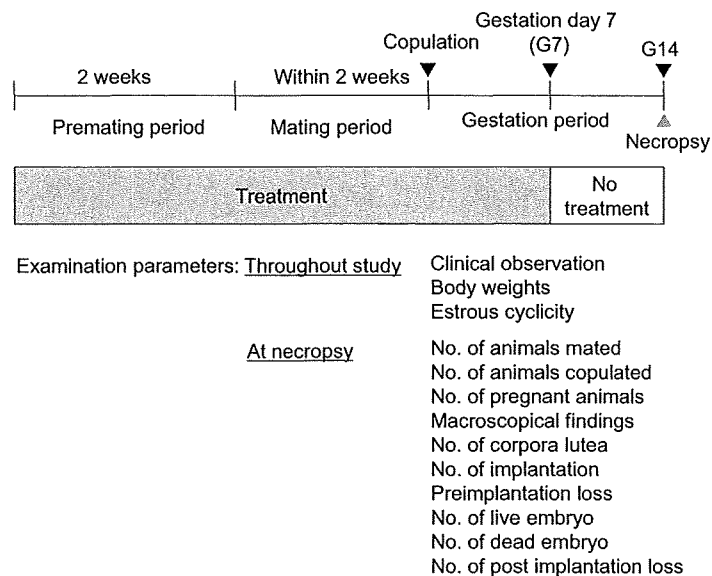 Gestation day 7
Copulation (G7) G14
2 weeks Within 2 weeks
Premating period Mating period Gestation period
Necropsy
Treatment No treatment
Examination parameters: Throughout study Clinical observation
Body weights
Estrous cyclicity
At necropsy No. of animals mated
No. of animals copulated
No. of pregnant animals
Macroscopical findings
No. of corpora lutea
No. of implantation
Preimplantation loss
No. of live embryo
No. of dead embryo
No. of post implantation loss